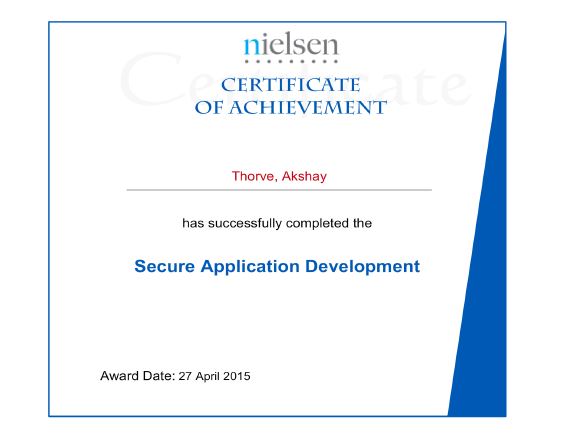 nielsen
Certificate
CERTIFICATE
OF ACHIEVEMENT
Thorve, Akshay
has successfully completed the
Secure Application Development
Award Date: 27 April 2015